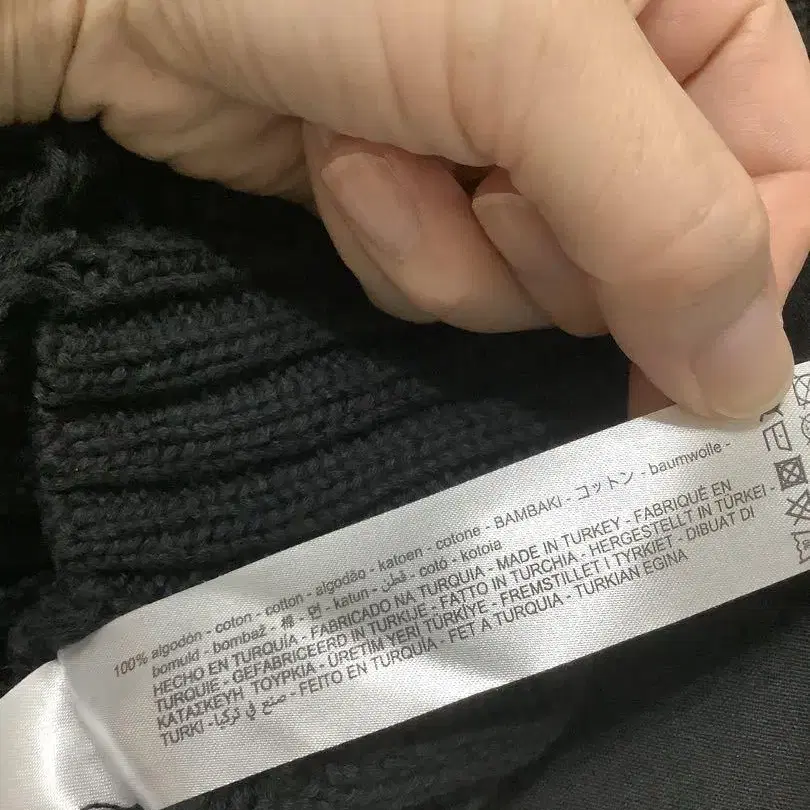 100% algodón - coton - cotton - algodão - katoen - cotone - BAMBAKI - コットン - baumwolle -
bomuld - bombaž - 棉 - 면 - katun - قطن - cotó - kotoia
HECHO EN TURQUÍA - FABRICADO NA TURQUIA - MADE IN TURKEY - FABRIQUÉ EN
TURQUIE - GEFABRICEERD IN TURKIJE - FATTO IN TURCHIA - HERGESTELLT IN TÜRKEI -
ΚΑΤΑΣΚΕΥΗ ΤΟΥΡΚΙΑ - ÜRETİM YERİ TÜRKİYE - FREMSTILLET I TYRKIET - DIBUAT DI
TURKI - صنع في تركيا - FEITO EN TURQUÍA - FET A TURQUIA - TURKIAN EGINA